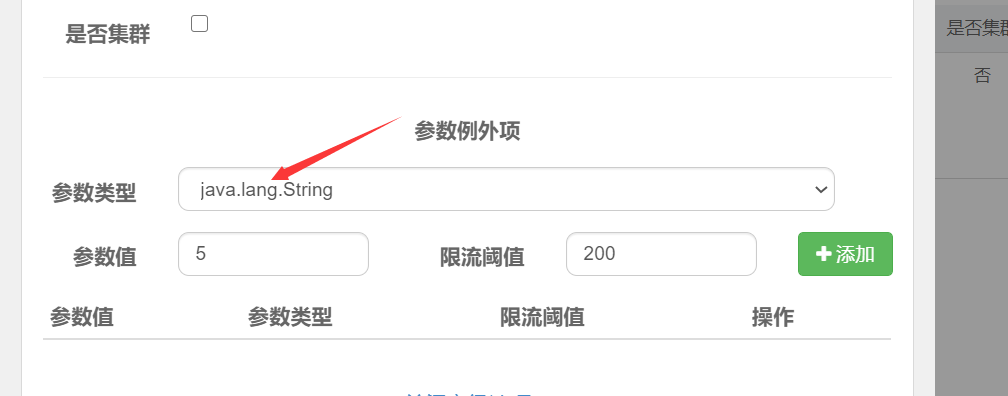 是否集群
参数例外项
参数类型 java.lang.String
参数值 5 限流阈值 200 添加
参数值 参数类型 限流阈值 操作
是否集
否